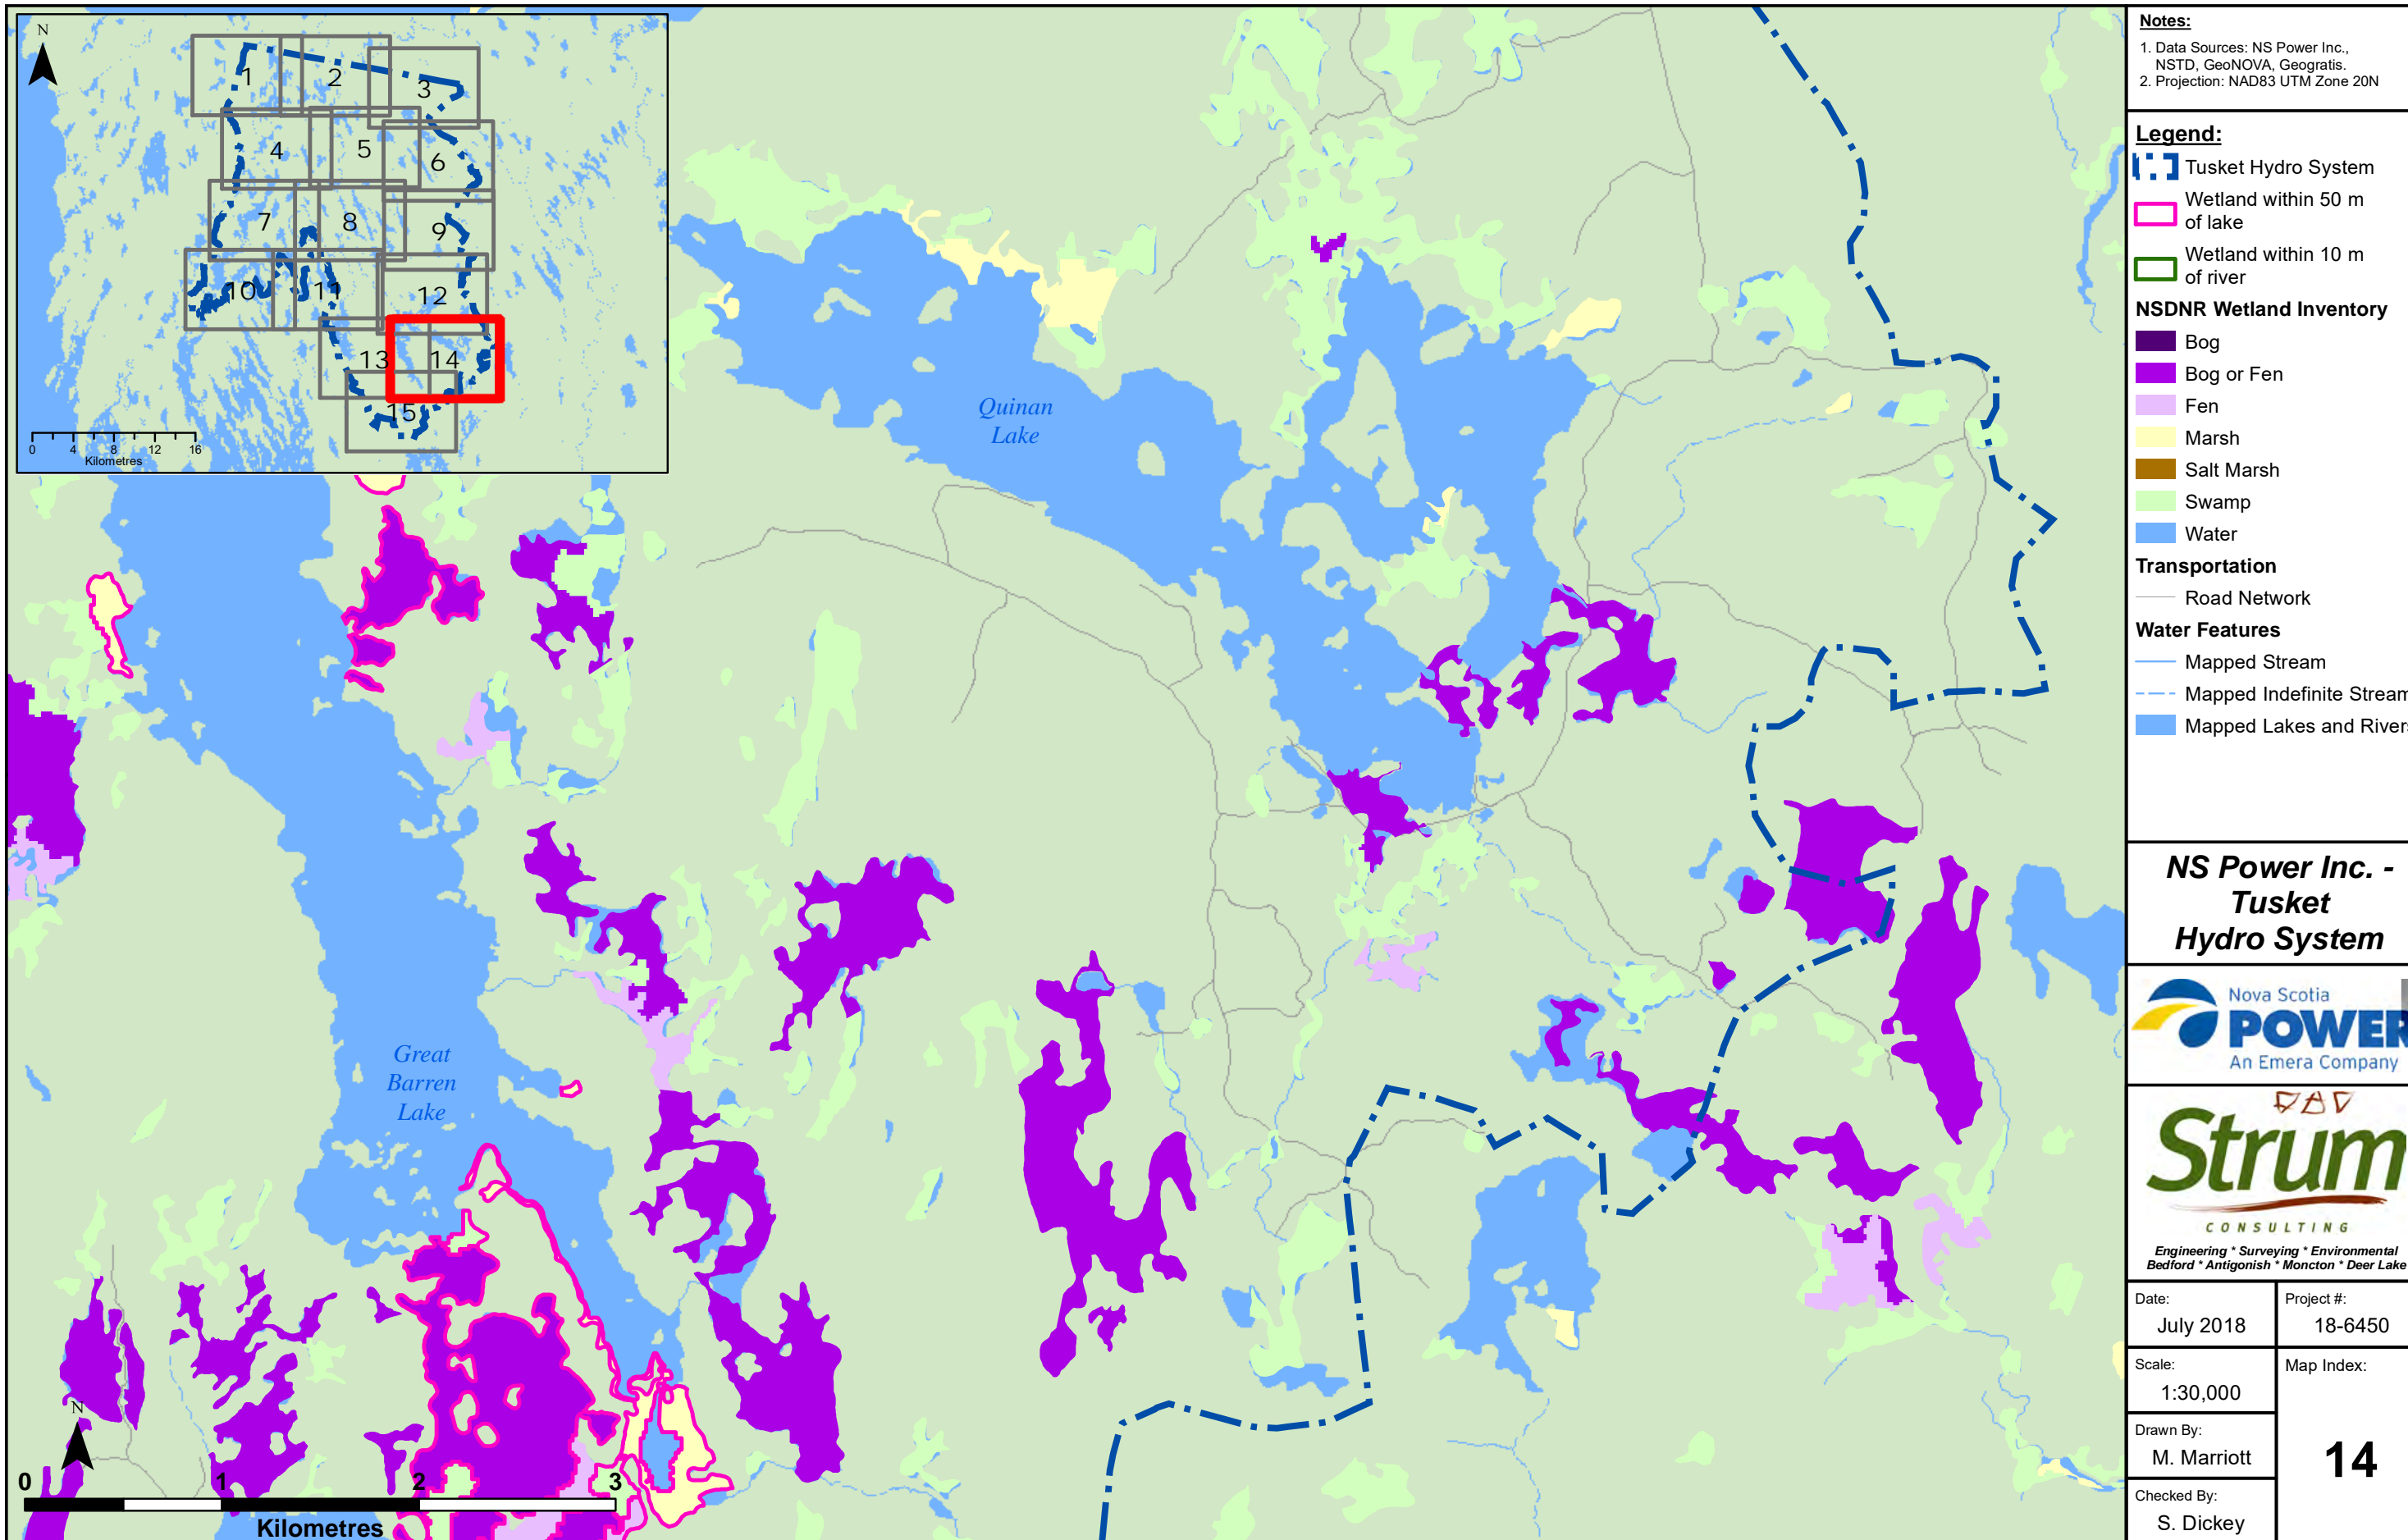 N
1
2
3
4
5
6
7
8
9
10
11
12
13
14
15
0 4 8 12 16
Kilometres
Quinan
Lake
Great
Barren
Lake
N
0 1 2 3
Kilometres
Notes:
1. Data Sources: NS Power Inc.,
NSTD, GeoNOVA, Geogratis.
2. Projection: NAD83 UTM Zone 20N
Legend:
Tusket Hydro System
Wetland within 50 m
of lake
Wetland within 10 m
of river
NSDNR Wetland Inventory
Bog
Bog or Fen
Fen
Marsh
Salt Marsh
Swamp
Water
Transportation
Road Network
Water Features
Mapped Stream
Mapped Indefinite Stream
Mapped Lakes and Rivers
NS Power Inc. -
Tusket
Hydro System
Nova Scotia
POWER
An Emera Company
Strum
CONSULTING
Engineering * Surveying * Environmental
Bedford * Antigonish * Moncton * Deer Lake
Date:
July 2018
Project #:
18-6450
Scale:
1:30,000
Map Index:
14
Drawn By:
M. Marriott
Checked By:
S. Dickey